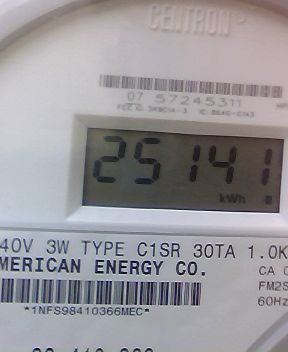 CENTRON
07 57245311
25141
kWh
40V 3W TYPE C1SR 30TA 1.0K
MERICAN ENERGY CO.
CA 0
FM2S
60Hz
*1NFS98410366MEC*